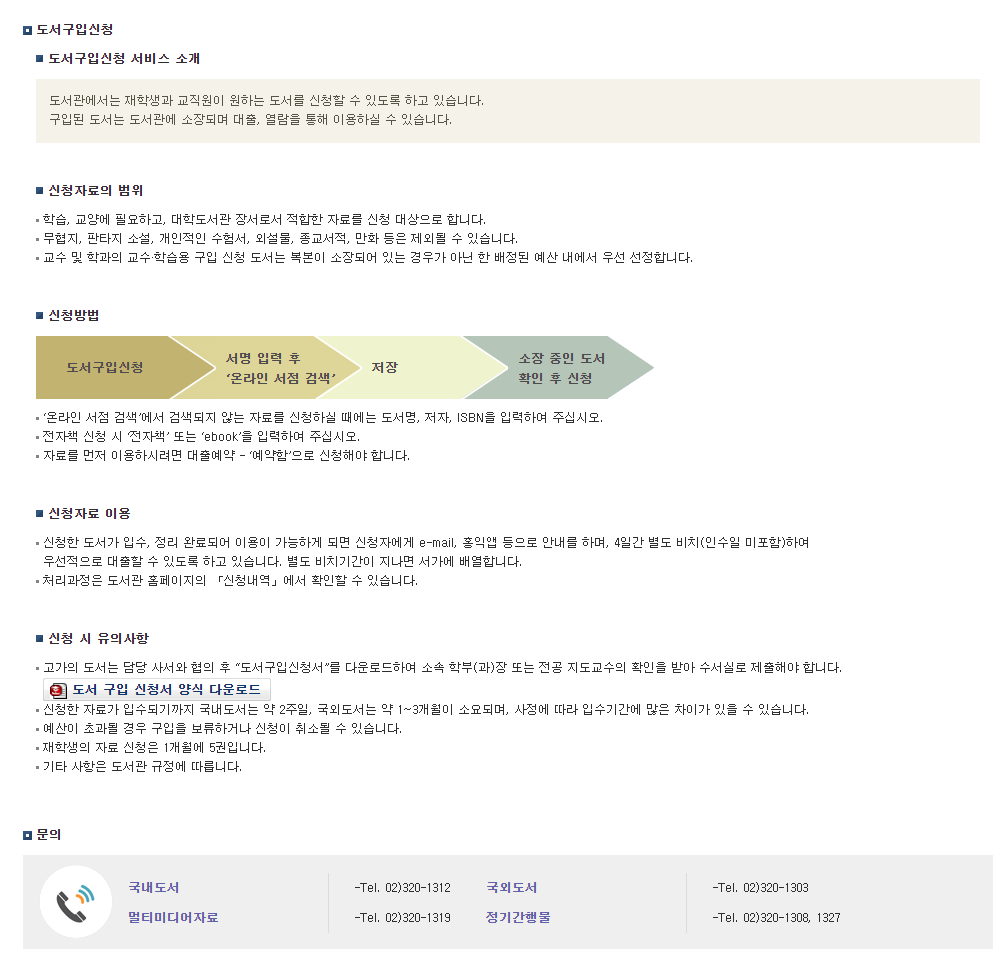 도서구입신청
도서구입신청 서비스 소개
도서관에서는 재학생과 교직원이 원하는 도서를 신청할 수 있도록 하고 있습니다.
구입된 도서는 도서관에 소장되며 대출, 열람을 통해 이용하실 수 있습니다.
신청자료의 범위
학습, 교양에 필요하고, 대학도서관 장서로서 적합한 자료를 신청 대상으로 합니다.
무협지, 판타지 소설, 개인적인 수험서, 외설물, 종교서적, 만화 등은 제외될 수 있습니다.
교수 및 학과의 교수·학습용 구입 신청 도서는 복본이 소장되어 있는 경우가 아닌 한 배정된 예산 내에서 우선 선정합니다.
신청방법
도서구입신청
서명 입력 후
‘온라인 서점 검색’
저장
소장 중인 도서
확인 후 신청
‘온라인 서점 검색’에서 검색되지 않는 자료를 신청하실 때에는 도서명, 저자, ISBN을 입력하여 주십시오.
전자책 신청 시 ‘전자책’ 또는 ‘ebook’을 입력하여 주십시오.
자료를 먼저 이용하시려면 대출예약 - ‘예약함’으로 신청해야 합니다.
신청자료 이용
신청한 도서가 입수, 정리 완료되어 이용이 가능하게 되면 신청자에게 e-mail, 홍익앱 등으로 안내를 하며, 4일간 별도 비치(인수일 미포함)하여
우선적으로 대출할 수 있도록 하고 있습니다. 별도 비치기간이 지나면 서가에 배열합니다.
처리과정은 도서관 홈페이지의 「신청내역」에서 확인할 수 있습니다.
신청 시 유의사항
고가의 도서는 담당 사서와 협의 후 “도서구입신청서”를 다운로드하여 소속 학부(과)장 또는 전공 지도교수의 확인을 받아 수서실로 제출해야 합니다.
도서 구입 신청서 양식 다운로드
신청한 자료가 입수되기까지 국내도서는 약 2주일, 국외도서는 약 1~3개월이 소요되며, 사정에 따라 입수기간에 많은 차이가 있을 수 있습니다.
예산이 초과될 경우 구입을 보류하거나 신청이 취소될 수 있습니다.
재학생의 자료 신청은 1개월에 5권입니다.
기타 사항은 도서관 규정에 따릅니다.
문의
국내도서 -Tel. 02)320-1312 국외도서 -Tel. 02)320-1303
멀티미디어자료 -Tel. 02)320-1319 정기간행물 -Tel. 02)320-1308, 1327